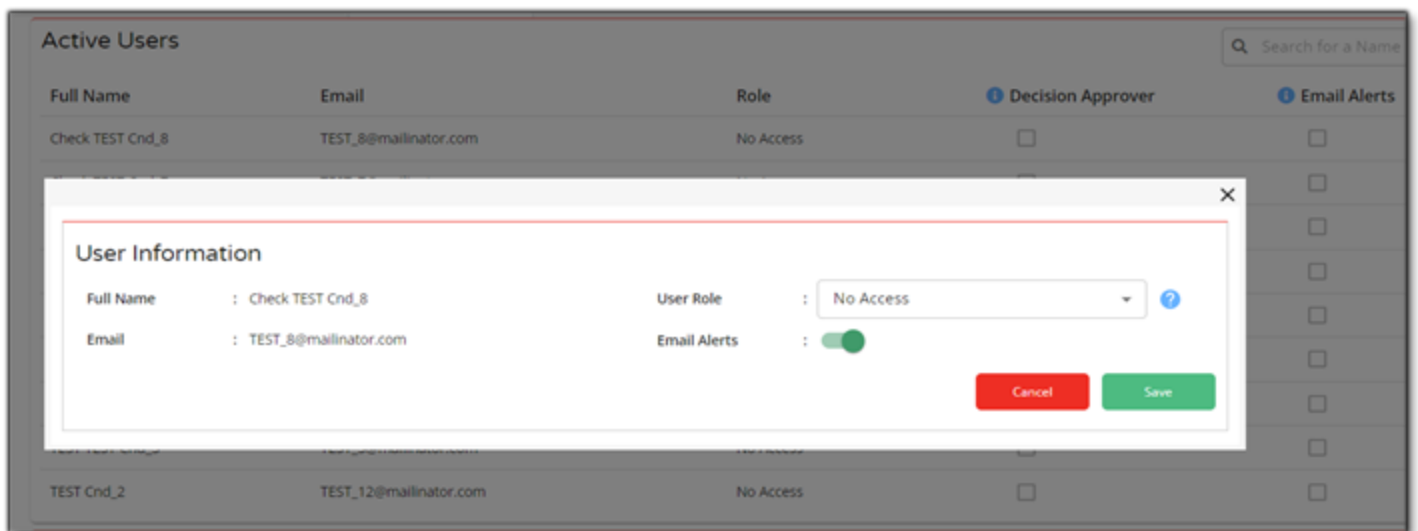 Active Users
Search for a Name
Full Name Email Role Decision Approver Email Alerts
Check TEST Cnd_8 TEST_8@mailinator.com No Access
User Information
Full Name : Check TEST Cnd_8 User Role : No Access
Email : TEST_8@mailinator.com Email Alerts :
Cancel Save
TEST Cnd_2 TEST_12@mailinator.com No Access